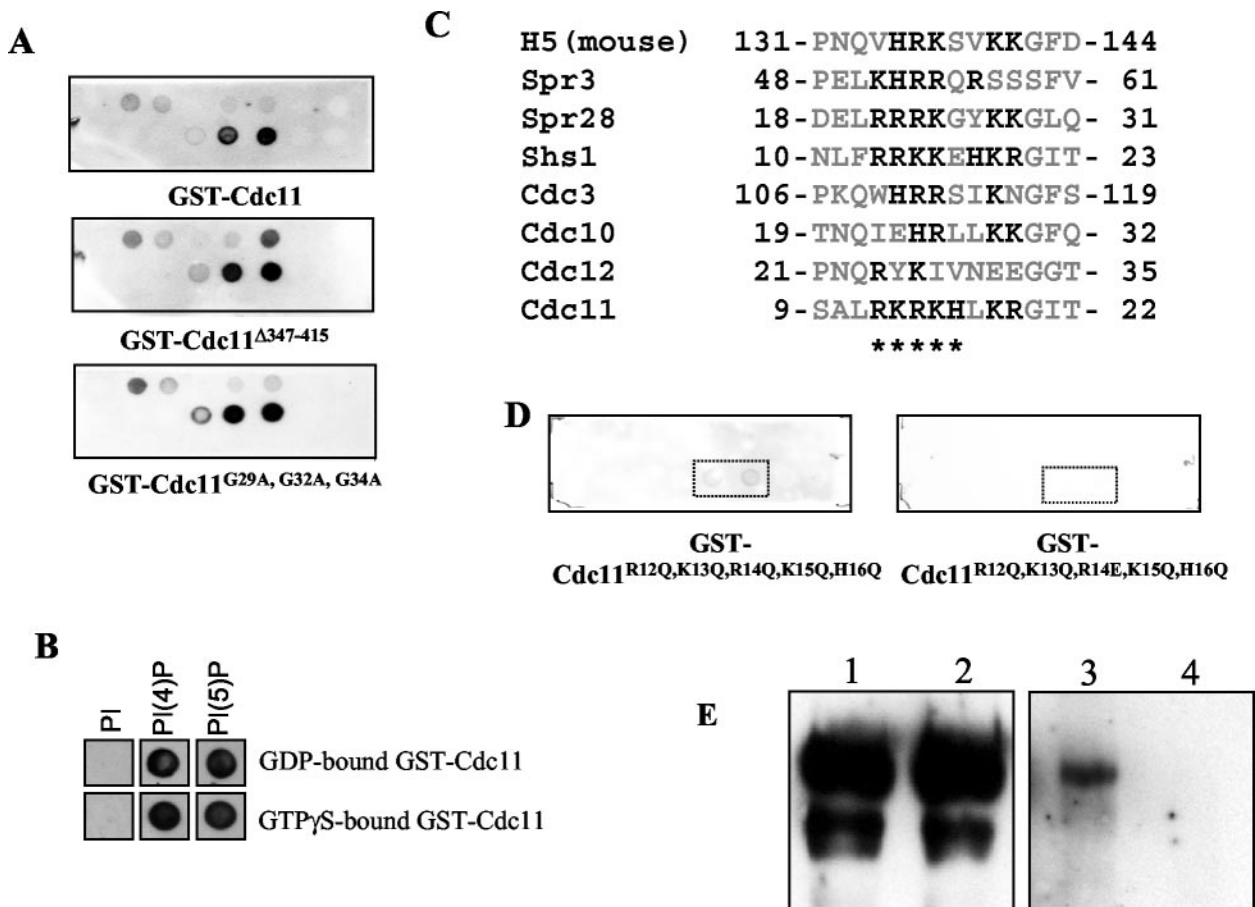 A
GST-Cdc11
GST-Cdc11Δ347-415
GST-Cdc11G29A, G32A, G34A
C
H5(mouse) 131-PNQVHRKSVKKGFD-144
Spr3 48-PELKHRRQRSSSFV- 61
Spr28 18-DELRRRKGYKKGLQ- 31
Shs1 10-NLFRRKKEHKRGIT- 23
Cdc3 106-PKQWHRRSIKNGFS-119
Cdc10 19-TNQIEHRLLKKGFQ- 32
Cdc12 21-PNQRYKIVNEEGGT- 35
Cdc11 9-SALRKRKHLKRGIT- 22
*****
D
GST-
Cdc11R12Q,K13Q,R14Q,K15Q,H16Q
GST-
Cdc11R12Q,K13Q,R14E,K15Q,H16Q
B
PI
PI(4)P
PI(5)P
GDP-bound GST-Cdc11
GTPγS-bound GST-Cdc11
E
1 2 3 4